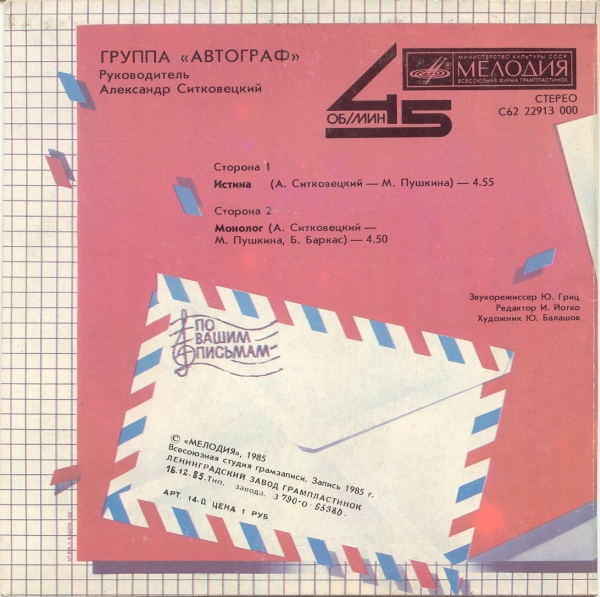 ГРУППА «АВТОГРАФ»
Руководитель
Александр Ситковецкий
45
ОБ/МИН
МИНИСТЕРСТВО КУЛЬТУРЫ СССР
МЕЛОДИЯ
ВСЕСОЮЗНАЯ ФИРМА ГРАМПЛАСТИНОК
СТЕРЕО
С62 22913 000
Сторона 1
Истина (А. Ситковецкий — М. Пушкина) — 4.55
Сторона 2
Монолог (А. Ситковецкий —
М. Пушкина, Б. Баркас) — 4.50
Звукорежиссер Ю. Гриц
Редактор И. Йотко
Художник Ю. Балашов
ПО
ВАШИМ
ПИСЬМАМ
© «МЕЛОДИЯ», 1985
Всесоюзная студия грамзаписи. Запись 1985 г.
ЛЕНИНГРАДСКИЙ ЗАВОД ГРАМПЛАСТИНОК
16.12.85. Тип. завода. З 790-0-55380.
АРТ. 14-Ω ЦЕНА 1 РУБ.